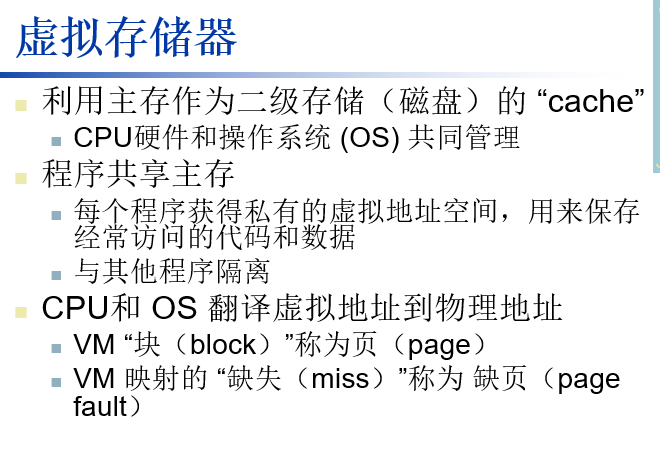 虚拟存储器
利用主存作为二级存储（磁盘）的 “cache”
CPU硬件和操作系统 (OS) 共同管理
程序共享主存
每个程序获得私有的虚拟地址空间，用来保存
经常访问的代码和数据
与其他程序隔离
CPU和 OS 翻译虚拟地址到物理地址
VM “块（block）”称为页（page）
VM 映射的 “缺失（miss）”称为 缺页（page
fault）